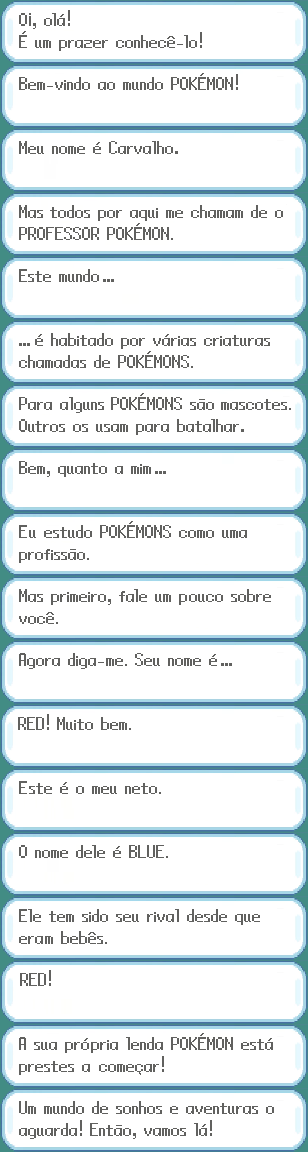 Oi, olá!
É um prazer conhecê-lo!
Bem-vindo ao mundo POKÉMON!
Meu nome é Carvalho.
Mas todos por aqui me chamam de o
PROFESSOR POKÉMON.
Este mundo...
...é habitado por várias criaturas
chamadas de POKÉMONS.
Para alguns POKÉMONS são mascotes.
Outros os usam para batalhar.
Bem, quanto a mim...
Eu estudo POKÉMONS como uma
profissão.
Mas primeiro, fale um pouco sobre
você.
Agora diga-me. Seu nome é...
RED! Muito bem.
Este é o meu neto.
O nome dele é BLUE.
Ele tem sido seu rival desde que
eram bebês.
RED!
A sua própria lenda POKÉMON está
prestes a começar!
Um mundo de sonhos e aventuras o
aguarda! Então, vamos lá!